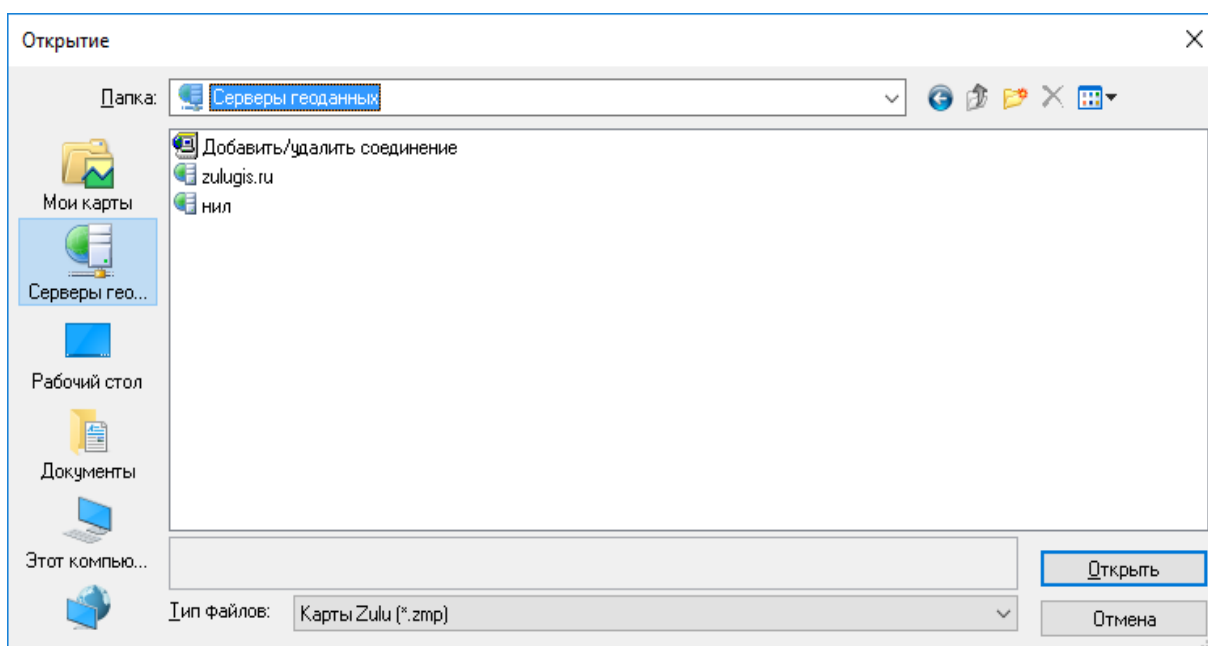 Открытие
Папка:
Серверы геоданных
Добавить/удалить соединение
zulugis.ru
нил
Мои карты
Серверы гео...
Рабочий стол
Документы
Этот компью...
Открыть
Тип файлов:
Карты Zulu (*.zmp)
Отмена